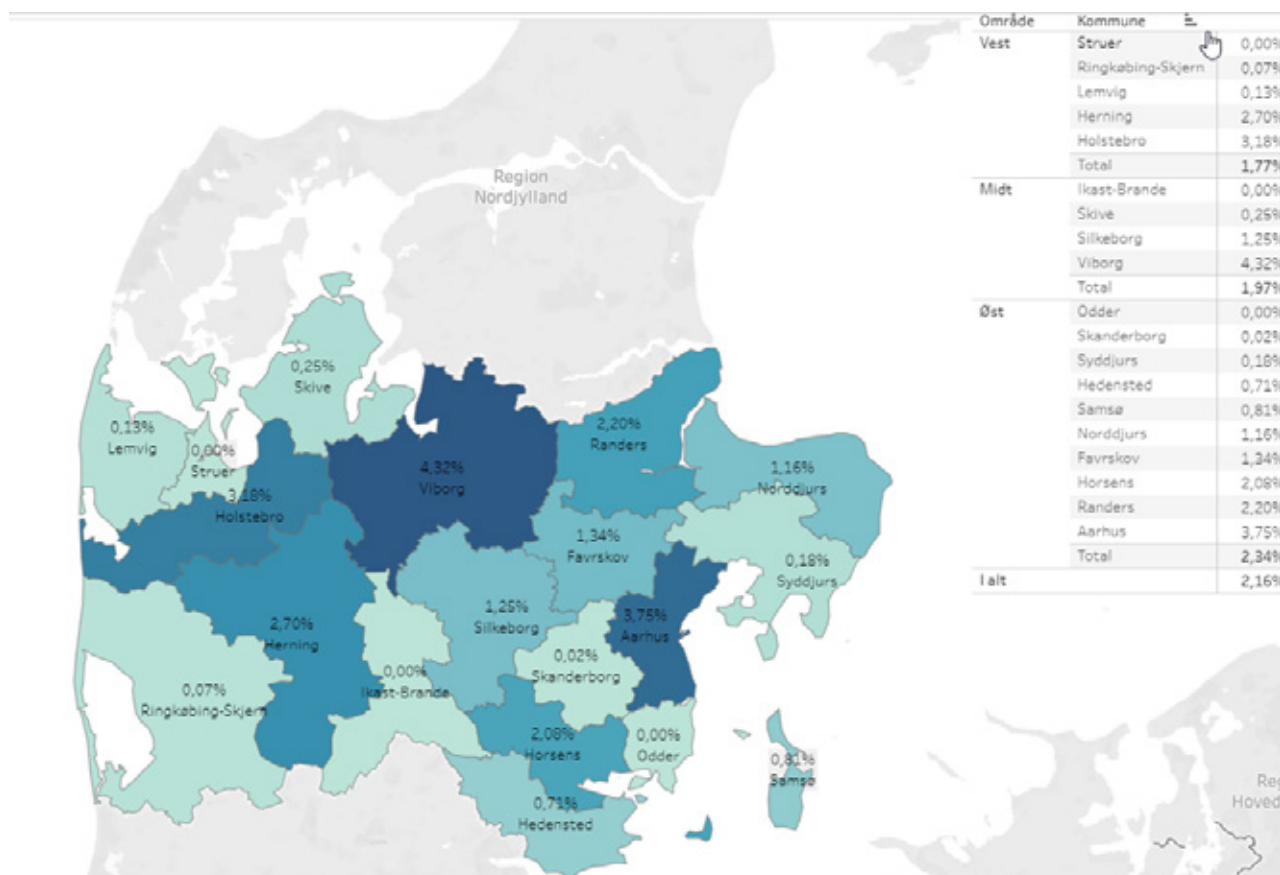 Område Kommune
Vest Struer 0,00%
Ringkøbing-Skjern 0,07%
Lemvig 0,13%
Herning 2,70%
Holstebro 3,18%
Total 1,77%
Midt Ikast-Brande 0,00%
Skive 0,25%
Silkeborg 1,25%
Viborg 4,32%
Total 1,97%
Øst Odder 0,00%
Skanderborg 0,02%
Syddjurs 0,18%
Hedensted 0,71%
Samsø 0,81%
Norddjurs 1,16%
Favrskov 1,34%
Horsens 2,08%
Randers 2,20%
Aarhus 3,75%
Total 2,34%
I alt 2,16%
Region
Nordjylland
0,25%
Skive
0,13%
Lemvig
0,00%
Struer
3,18%
Holstebro
4,32%
Viborg
2,20%
Randers
1,16%
Norddjurs
1,34%
Favrskov
0,18%
Syddjurs
1,25%
Silkeborg
3,75%
Aarhus
2,70%
Herning
0,02%
Skanderborg
0,00%
Ikast-Brande
0,07%
Ringkøbing-Skjern
2,08%
Horsens
0,00%
Odder
0,81%
Samsø
0,71%
Hedensted
Reg
Hoved